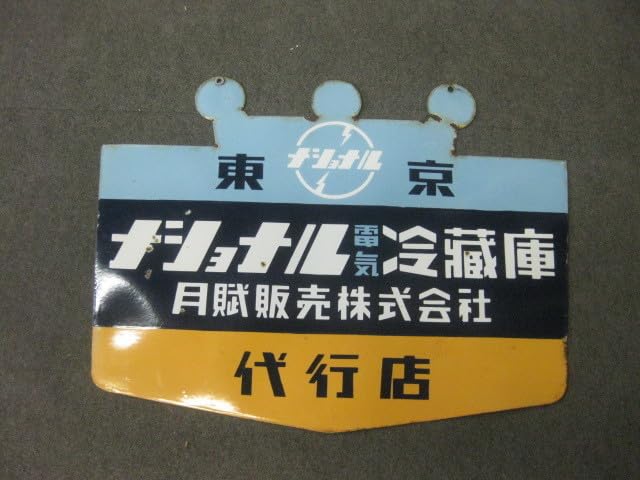 ナショナル
東京
ナショナル電気冷蔵庫
月賦販売株式会社
代行店